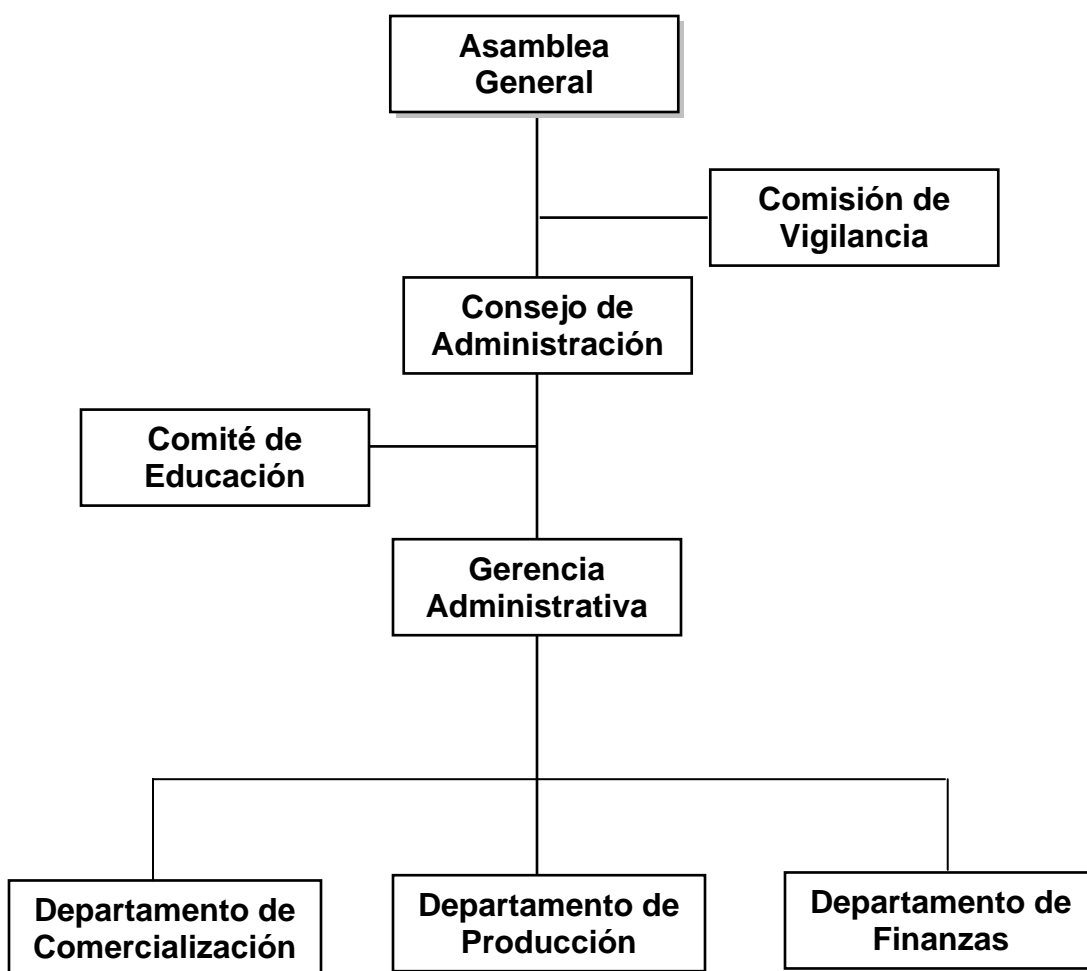 Asamblea
General
Comisión de
Vigilancia
Consejo de
Administración
Comité de
Educación
Gerencia
Administrativa
Departamento de
Comercialización
Departamento de
Producción
Departamento de
Finanzas